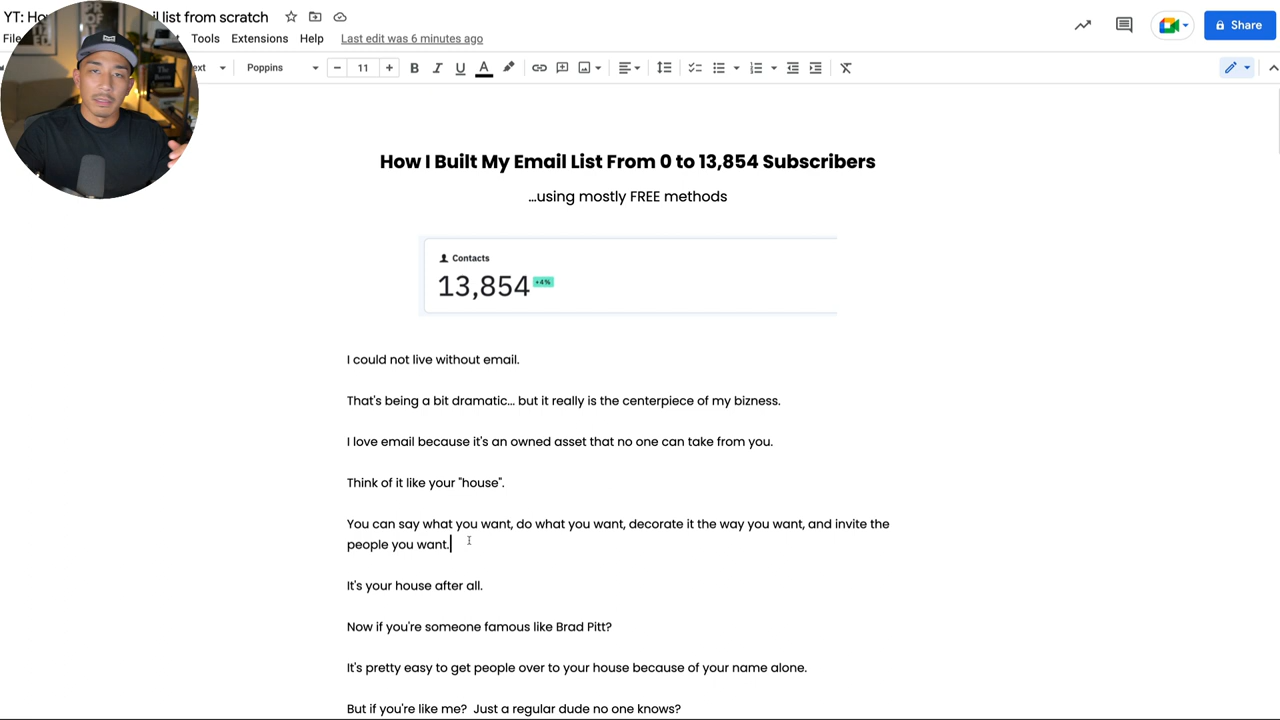 YT: Ho il list from scratch
File Tools Extensions Help Last edit was 6 minutes ago
Share
ext Poppins 11 B I U A
How I Built My Email List From 0 to 13,854 Subscribers
...using mostly FREE methods
Contacts
13,854 +4%
I could not live without email.
That's being a bit dramatic... but it really is the centerpiece of my bizness.
I love email because it's an owned asset that no one can take from you.
Think of it like your "house".
You can say what you want, do what you want, decorate it the way you want, and invite the
people you want.
It's your house after all.
Now if you're someone famous like Brad Pitt?
It's pretty easy to get people over to your house because of your name alone.
But if you're like me?  Just a regular dude no one knows?